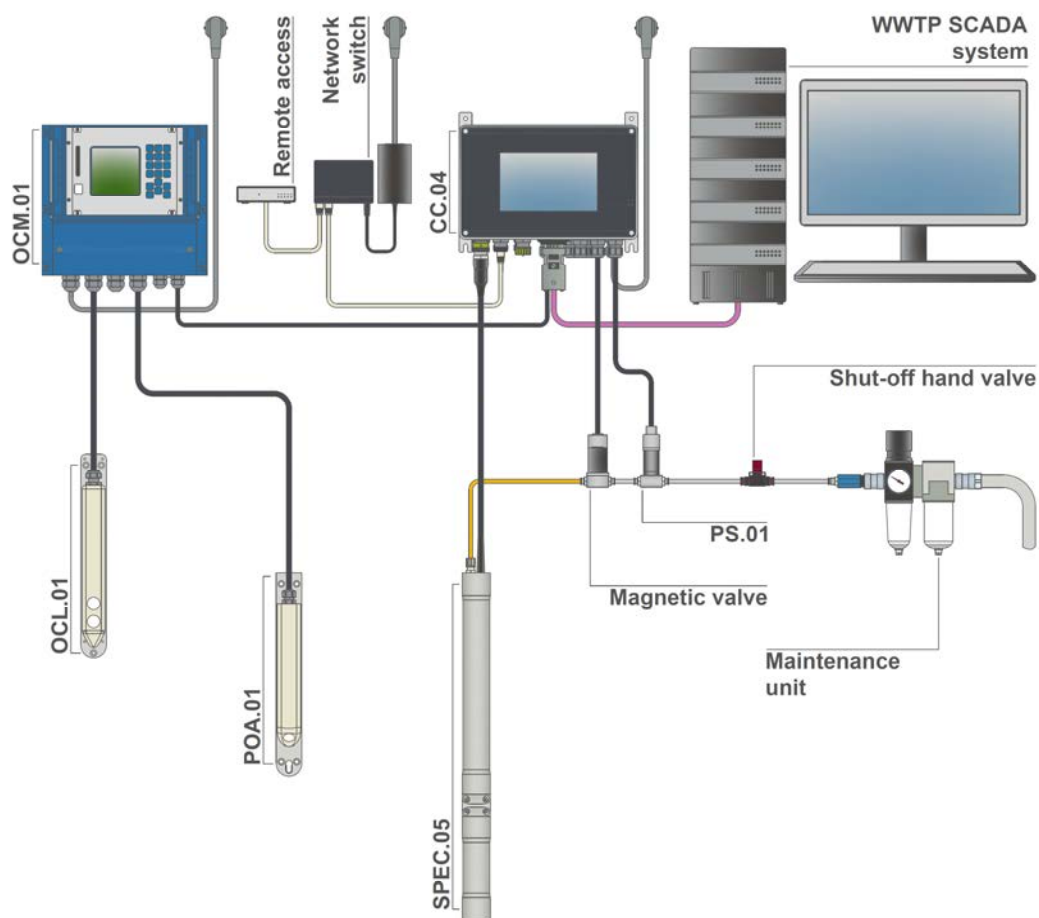 WWTP SCADA
system
Remote access
Network
switch
OCM.01
CC.04
Shut-off hand valve
PS.01
Magnetic valve
Maintenance
unit
OCL.01
POA.01
SPEC.05